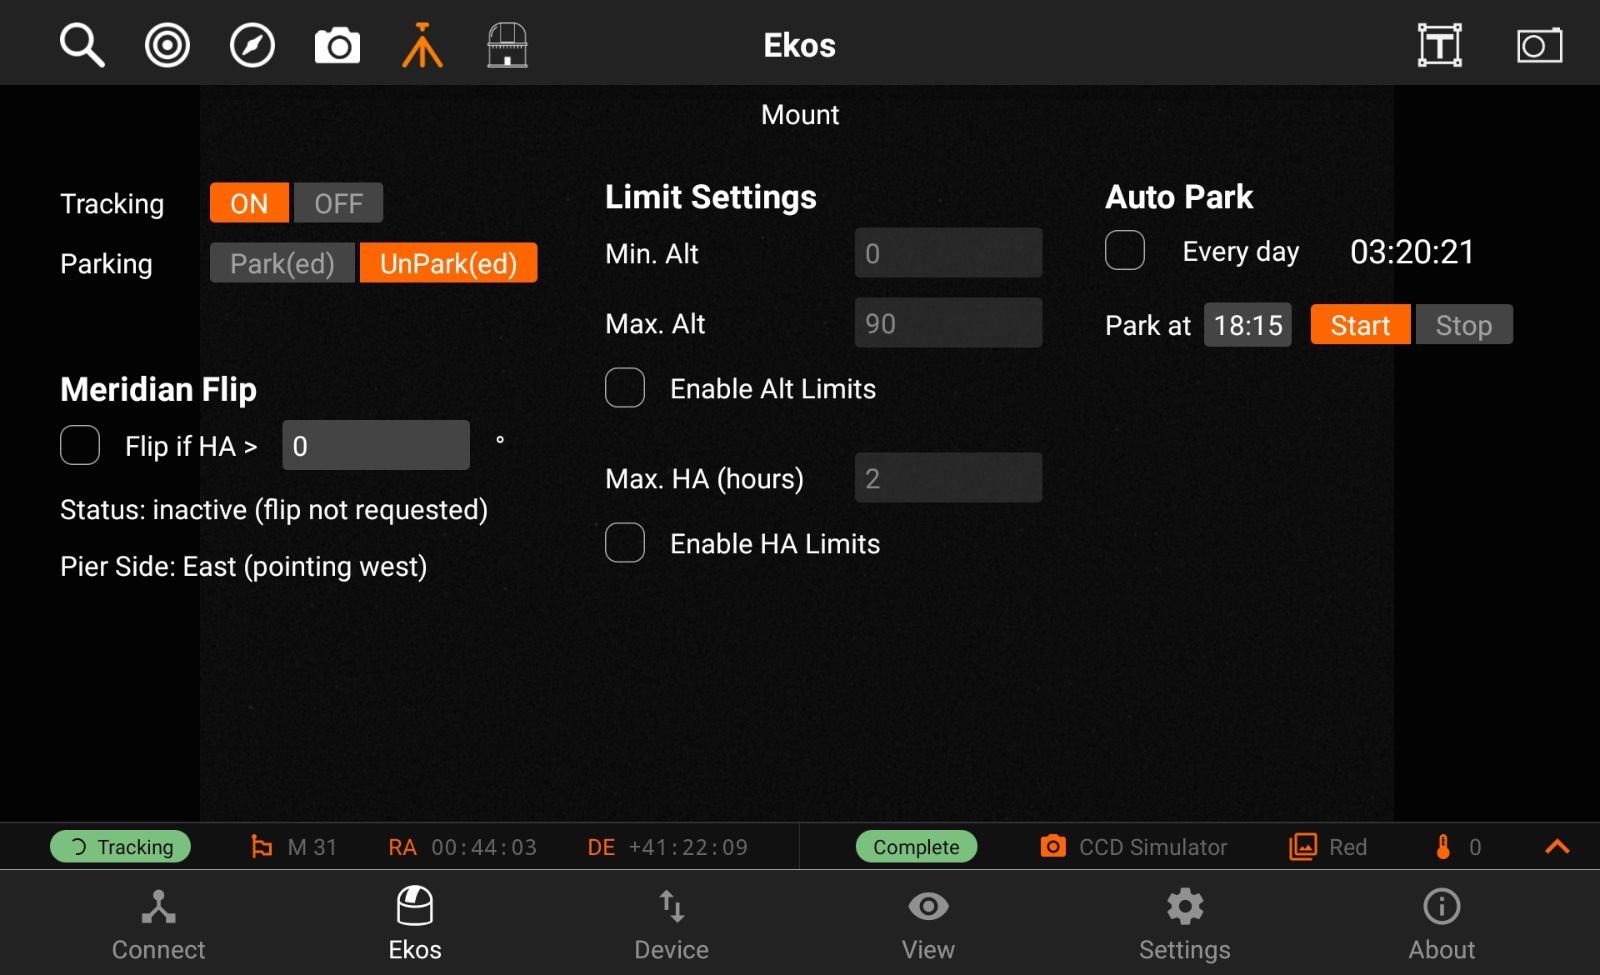 Ekos
Mount
Tracking ON OFF
Parking Park(ed) UnPark(ed)
Meridian Flip
Flip if HA > 0 °
Status: inactive (flip not requested)
Pier Side: East (pointing west)
Limit Settings
Min. Alt 0
Max. Alt 90
Enable Alt Limits
Max. HA (hours) 2
Enable HA Limits
Auto Park
Every day 03:20:21
Park at 18:15 Start Stop
Tracking M 31 RA 00:44:03 DE +41:22:09 Complete CCD Simulator Red 0
Connect Ekos Device View Settings About